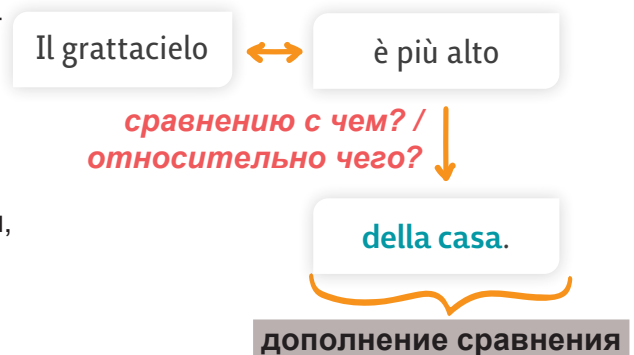 Il grattacielo
è più alto
сравнению с чем? /
относительно чего?
della casa.
дополнение сравнения